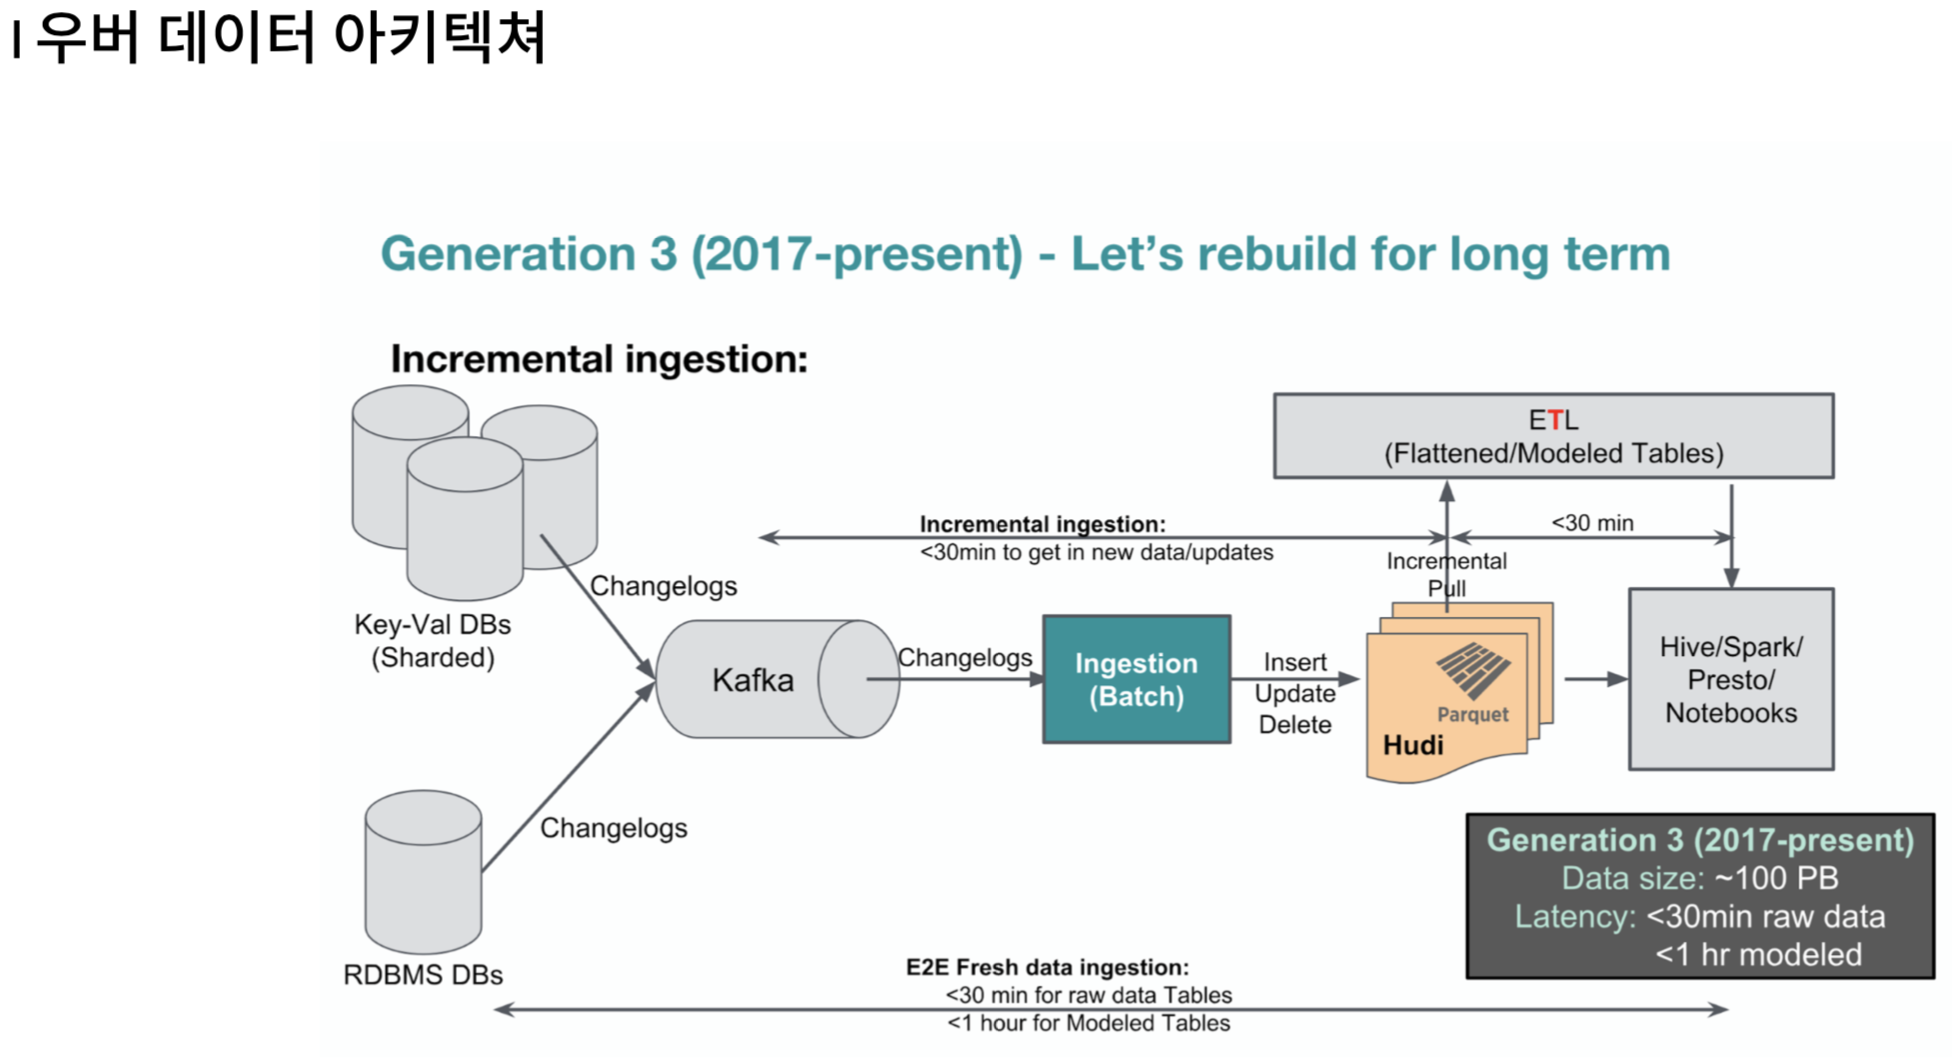 우버 데이터 아키텍쳐
Generation 3 (2017-present) - Let's rebuild for long term
Incremental ingestion:
ETL
(Flattened/Modeled Tables)
Incremental ingestion:
<30min to get in new data/updates
<30 min
Incremental
Pull
Changelogs
Key-Val DBs
(Sharded)
Kafka
Changelogs
Ingestion
(Batch)
Insert
Update
Delete
Parquet
Hudi
Hive/Spark/
Presto/
Notebooks
Changelogs
RDBMS DBs
Generation 3 (2017-present)
Data size: ~100 PB
Latency: <30min raw data
<1 hr modeled
E2E Fresh data ingestion:
<30 min for raw data Tables
<1 hour for Modeled Tables